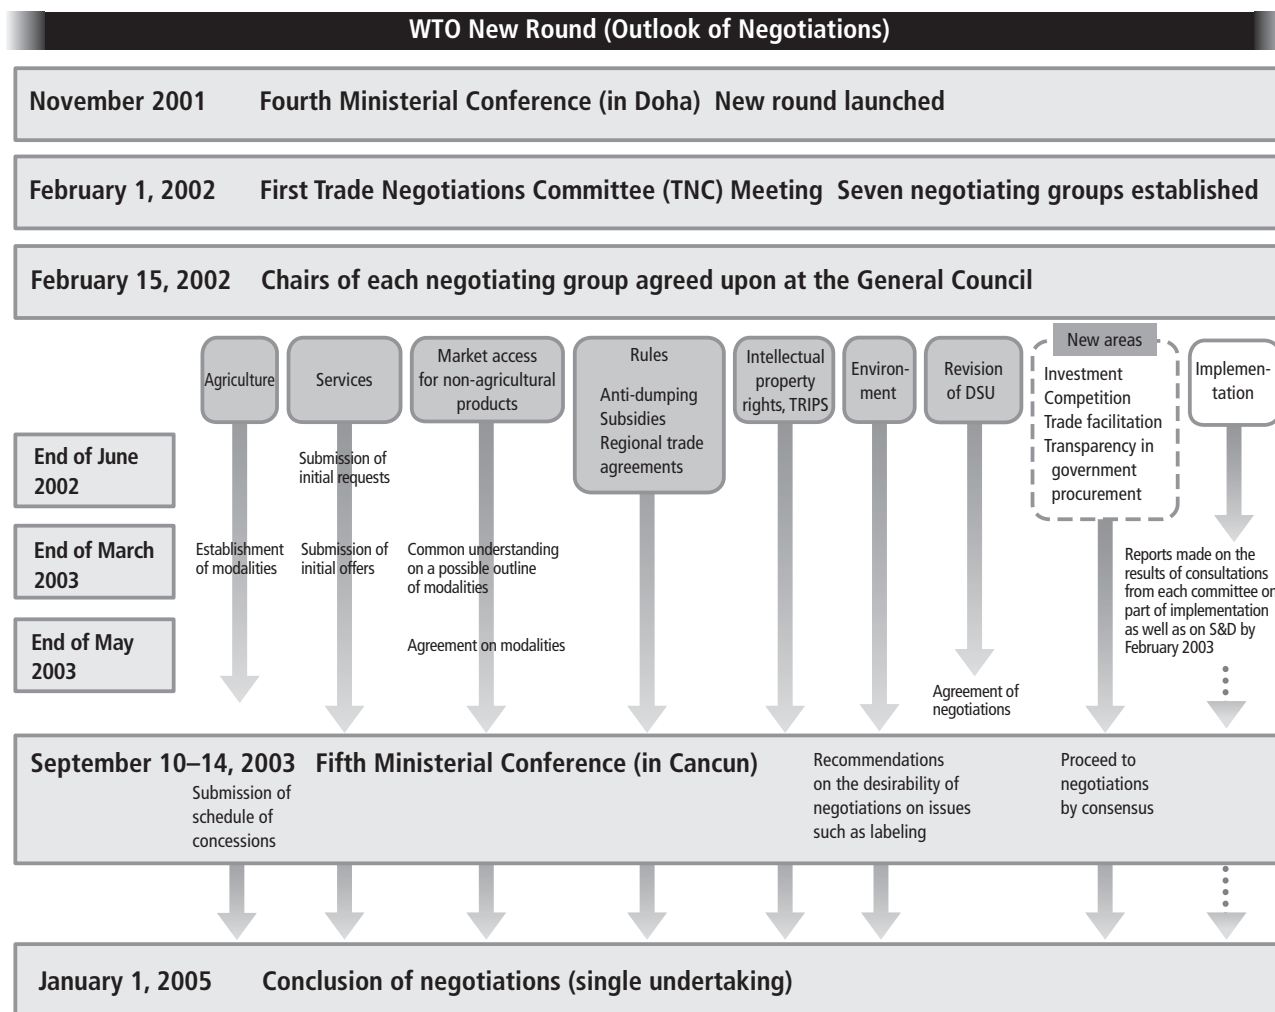 WTO New Round (Outlook of Negotiations)
November 2001 Fourth Ministerial Conference (in Doha) New round launched
February 1, 2002 First Trade Negotiations Committee (TNC) Meeting Seven negotiating groups established
February 15, 2002 Chairs of each negotiating group agreed upon at the General Council
Agriculture
Services
Market access
for non-agricultural
products
Rules
Anti-dumping
Subsidies
Regional trade
agreements
Intellectual
property
rights, TRIPS
Environ-
ment
Revision
of DSU
New areas
Investment
Competition
Trade facilitation
Transparency in
government
procurement
Implemen-
tation
End of June
2002
Submission of
initial requests
End of March
2003
Establishment
of modalities
Submission of
initial offers
Common understanding
on a possible outline
of modalities
Reports made on the
results of consultations
from each committee on
part of implementation
as well as on S&D by
February 2003
End of May
2003
Agreement on modalities
Agreement of
negotiations
September 10–14, 2003 Fifth Ministerial Conference (in Cancun)
Submission of
schedule of
concessions
Recommendations
on the desirability of
negotiations on issues
such as labeling
Proceed to
negotiations
by consensus
January 1, 2005 Conclusion of negotiations (single undertaking)